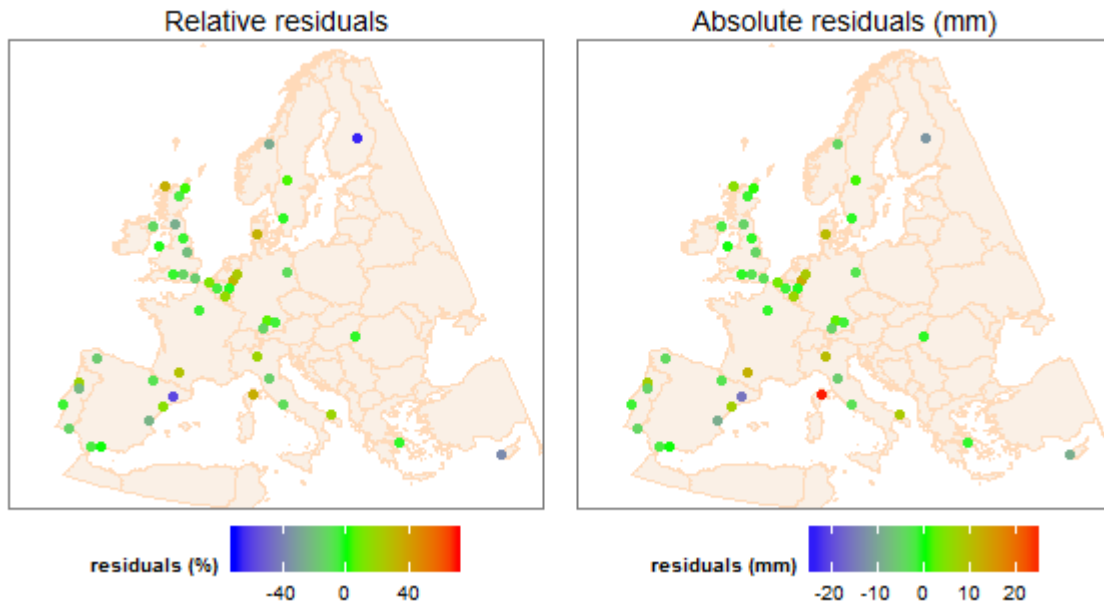 Relative residuals
Absolute residuals (mm)
residuals (%)
-40 0 40
residuals (mm)
-20 -10 0 10 20